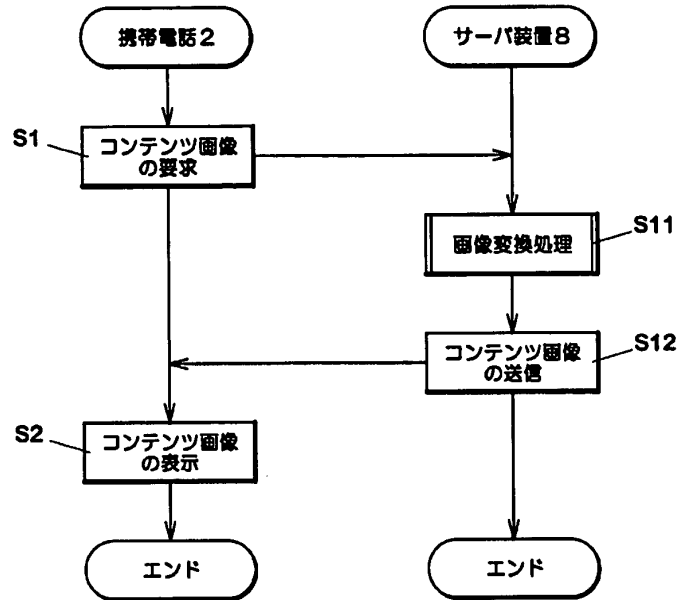 携帯電話2
サーバ装置8
S1
コンテンツ画像
の要求
画像変換処理
S11
コンテンツ画像
の送信
S12
S2
コンテンツ画像
の表示
エンド
エンド